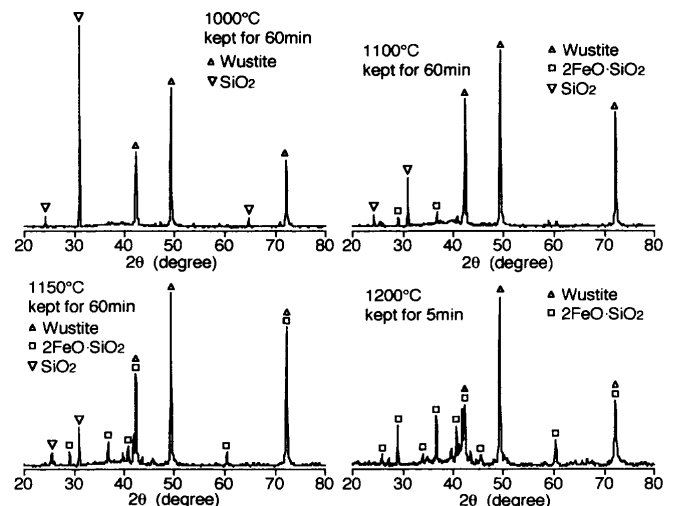 1000°C
kept for 60min
△ Wustite
▽ SiO₂
20 30 40 50 60 70 80
2θ (degree)
1100°C
kept for 60min
△ Wustite
□ 2FeO·SiO₂
▽ SiO₂
20 30 40 50 60 70 80
2θ (degree)
1150°C
kept for 60min
△ Wustite
□ 2FeO·SiO₂
▽ SiO₂
20 30 40 50 60 70 80
2θ (degree)
1200°C
kept for 5min
△ Wustite
□ 2FeO·SiO₂
20 30 40 50 60 70 80
2θ (degree)